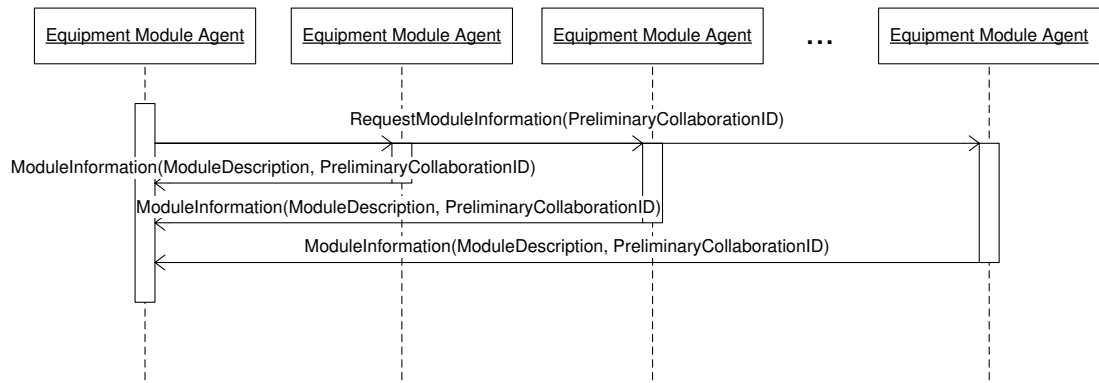 Equipment Module Agent
Equipment Module Agent
Equipment Module Agent
...
Equipment Module Agent
RequestModuleInformation(PreliminaryCollaborationID)
ModuleInformation(ModuleDescription, PreliminaryCollaborationID)
ModuleInformation(ModuleDescription, PreliminaryCollaborationID)
ModuleInformation(ModuleDescription, PreliminaryCollaborationID)